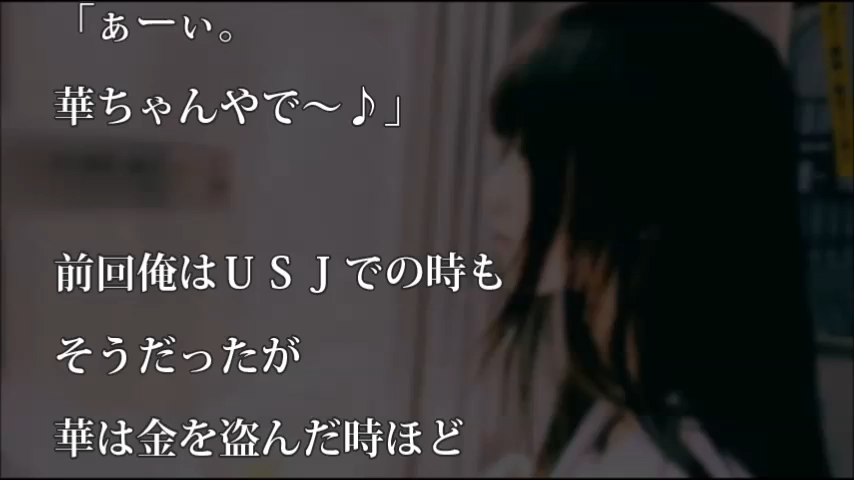 「ぁーぃ。
華ちゃんやで～♪」
前回俺はＵＳＪでの時も
そうだったが
華は金を盗んだ時ほど